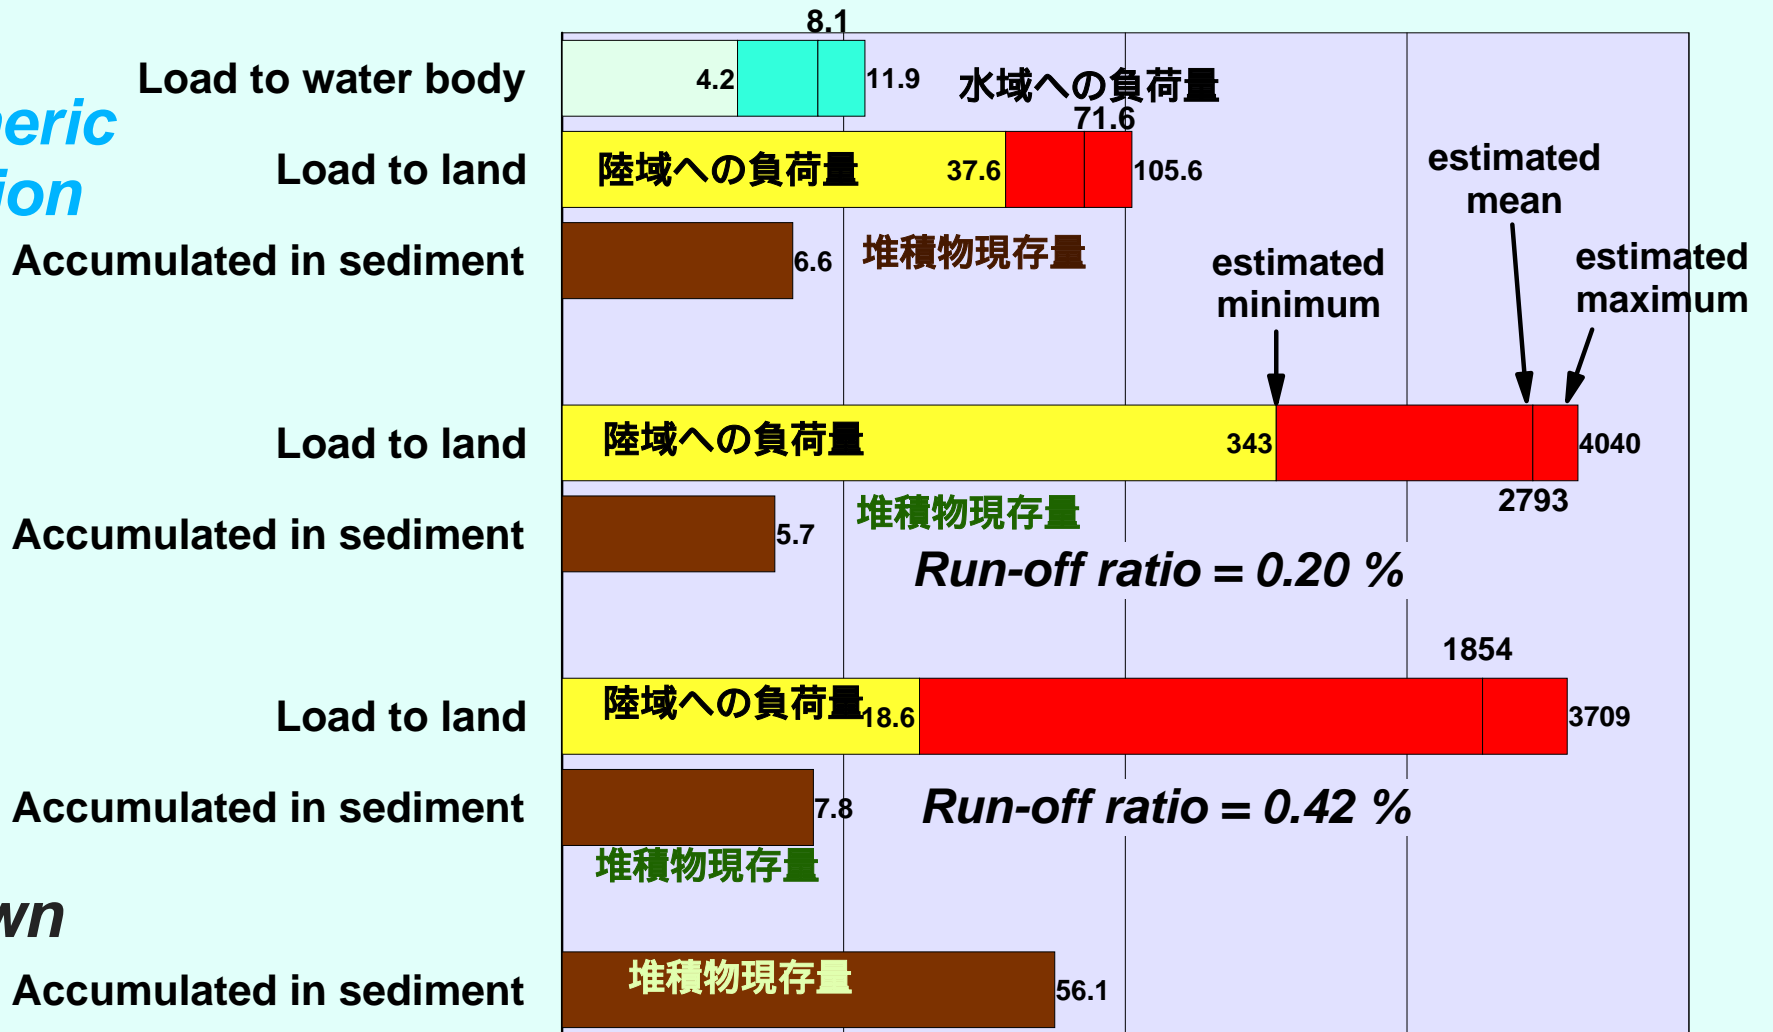 8.1
Load to water body
4.2
11.9
水域への負荷量
71.6
Load to land
陸域への負荷量
37.6
105.6
estimated
mean
Accumulated in sediment
6.6
堆積物現存量
estimated
minimum
estimated
maximum
Load to land
陸域への負荷量
343
4040
2793
Accumulated in sediment
5.7
堆積物現存量
Run-off ratio = 0.20 %
1854
Load to land
陸域への負荷量
18.6
3709
Accumulated in sediment
7.8
Run-off ratio = 0.42 %
堆積物現存量
Accumulated in sediment
堆積物現存量
56.1